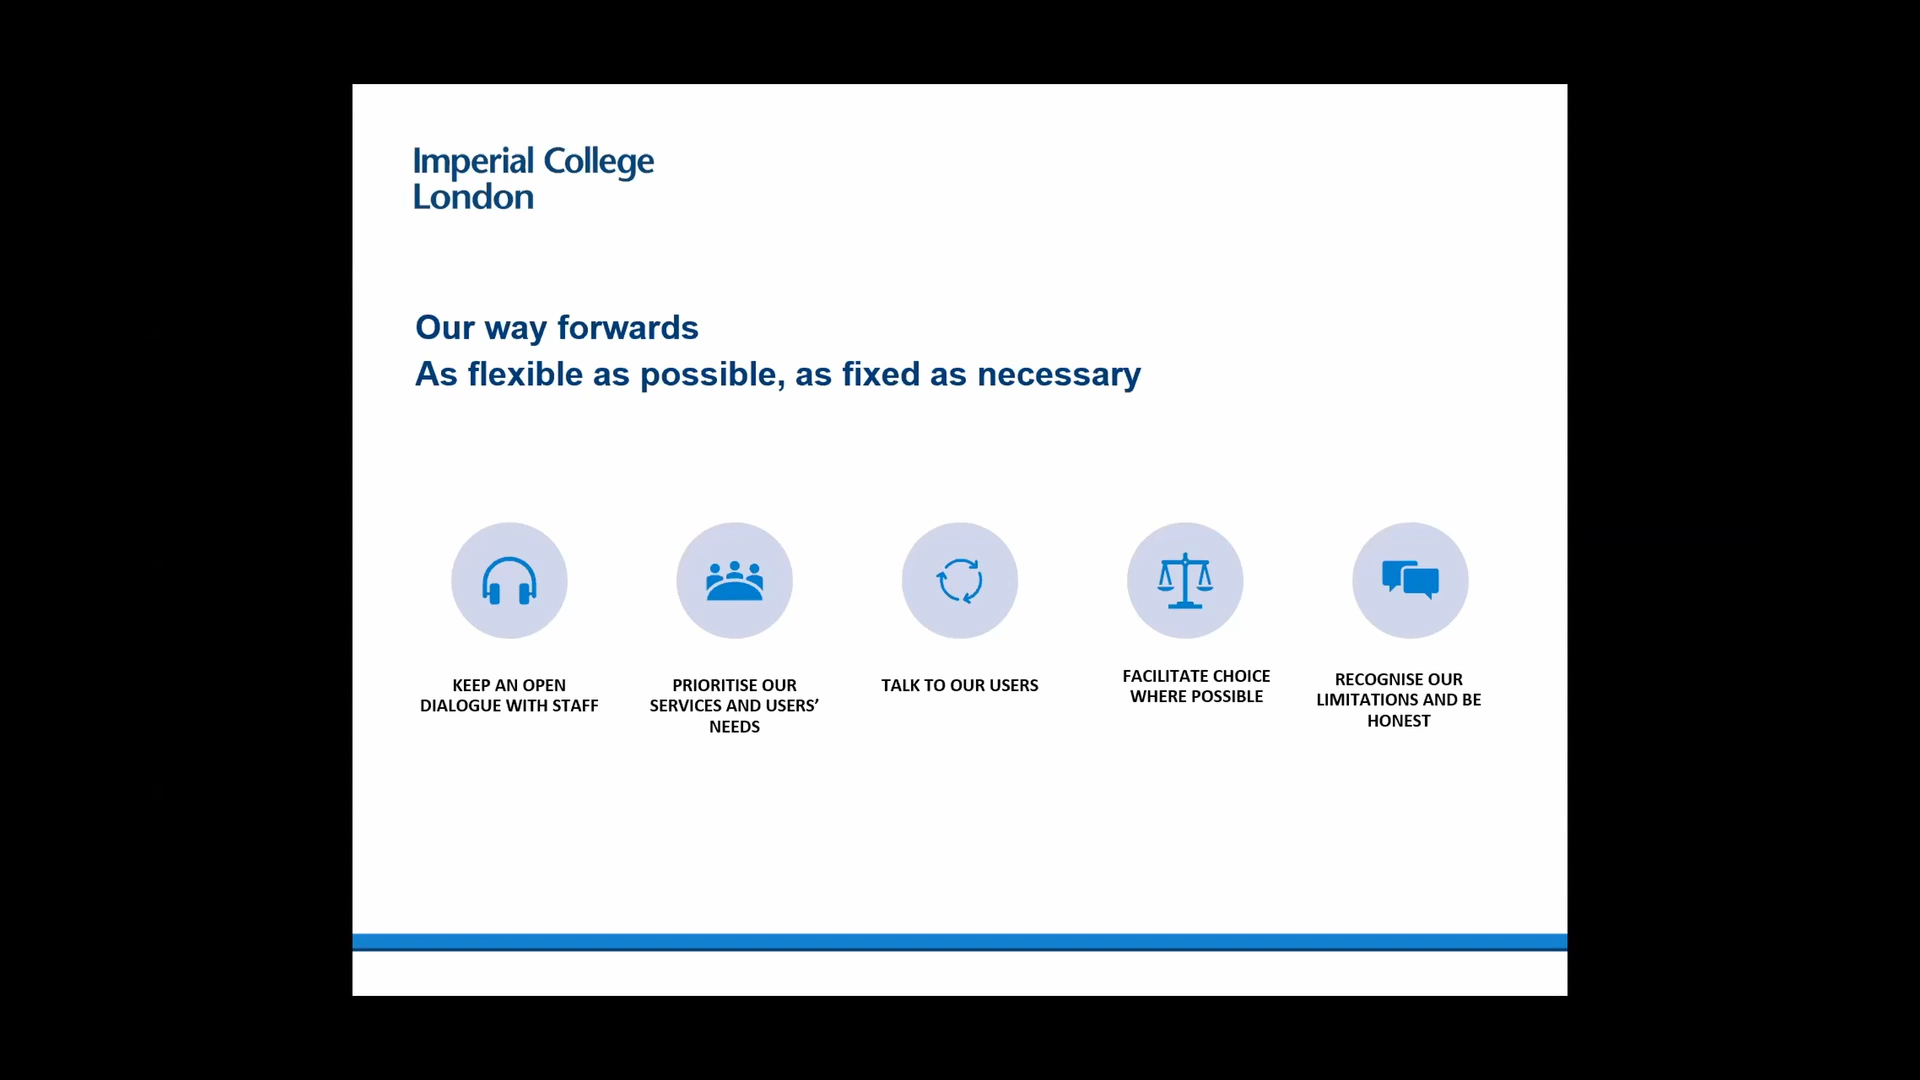 Imperial College
London
Our way forwards
As flexible as possible, as fixed as necessary
KEEP AN OPEN
DIALOGUE WITH STAFF
PRIORITISE OUR
SERVICES AND USERS’
NEEDS
TALK TO OUR USERS
FACILITATE CHOICE
WHERE POSSIBLE
RECOGNISE OUR
LIMITATIONS AND BE
HONEST